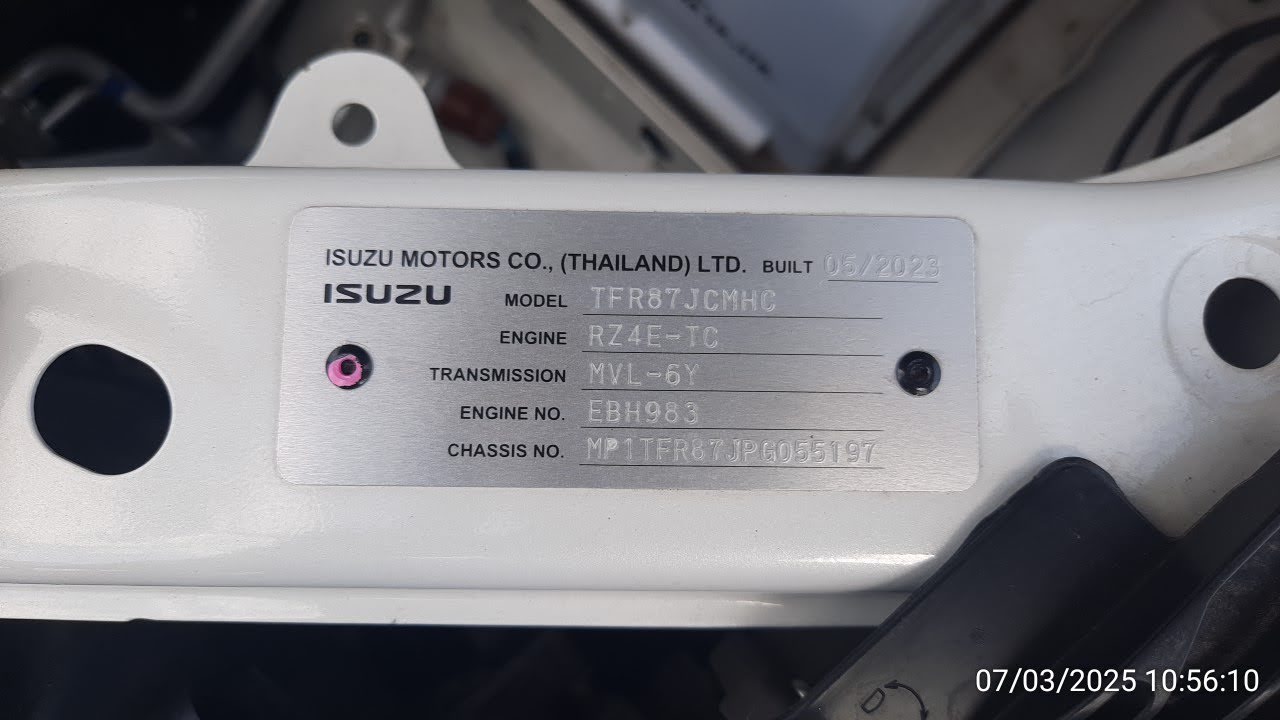 ISUZU MOTORS CO., (THAILAND) LTD. BUILT 05/2023
ISUZU MODEL TFR87JCMHC
ENGINE RZ4E-TC
TRANSMISSION MVL-6Y
ENGINE NO. EBH983
CHASSIS NO. MP1TFR87JPG055197
D
07/03/2025 10:56:10